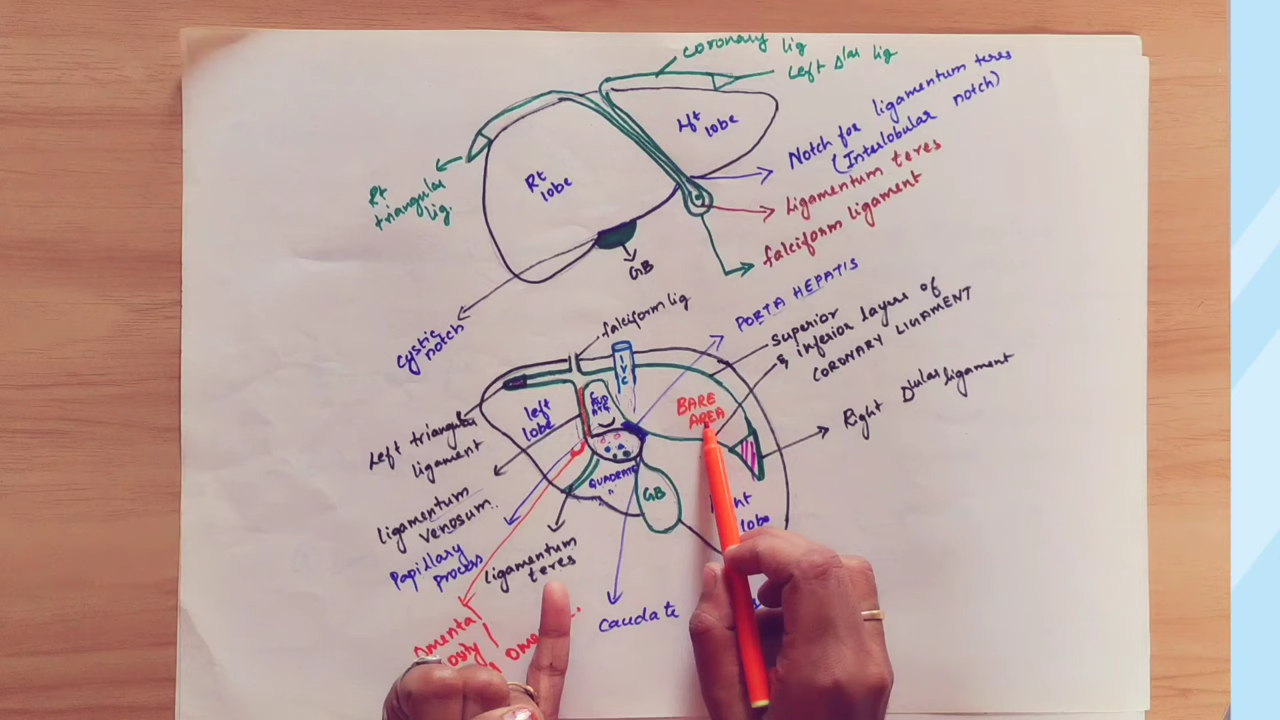 coronary lig
Left Δlar lig
Notch for ligamentum teres
(Interlobular notch)
Lft lobe
Rt
lobe
Ligamentum teres
falciform ligament
Rt
triangular
lig.
GB
cystic
notch
falciform lig
PORTA HEPATIS
Superior
& inferior layers of
CORONARY LIGAMENT
IVC
left
lobe
BARE
AREA
Right Δular ligament
Left triangular
ligament
QUADRATE
GB
lobe
Ligamentum
venosum.
Papillary
process
Ligamentum
teres
caudate